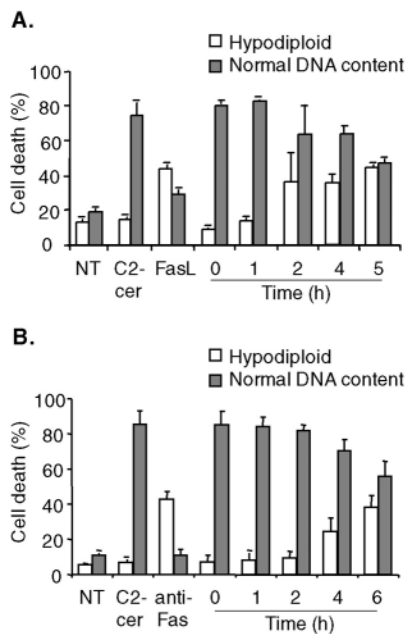 A.
Hypodiploid
Normal DNA content
Cell death (%)
80
60
40
20
0
NT C2-cer FasL 0 1 2 4 5
Time (h)
B.
Hypodiploid
Normal DNA content
Cell death (%)
100
80
60
40
20
0
NT C2-cer anti-Fas 0 1 2 4 6
Time (h)